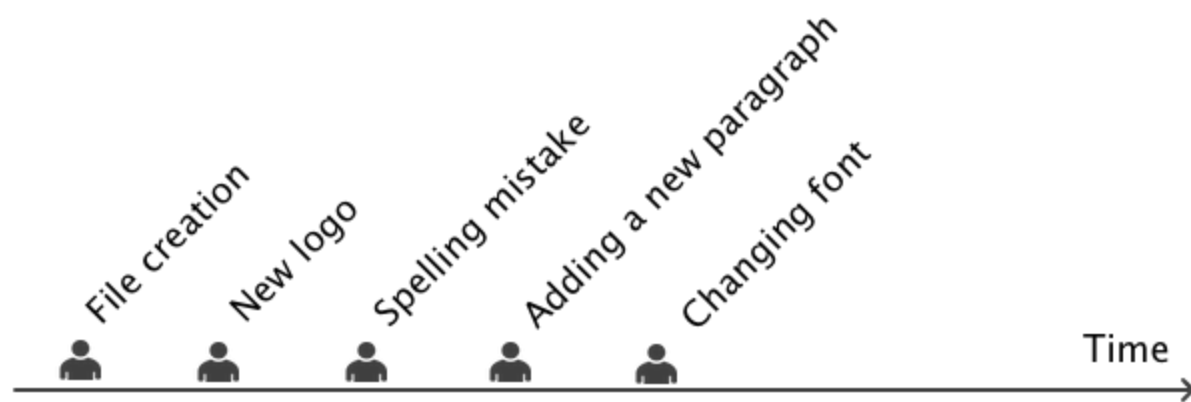 File creation
New logo
Spelling mistake
Adding a new paragraph
Changing font
Time